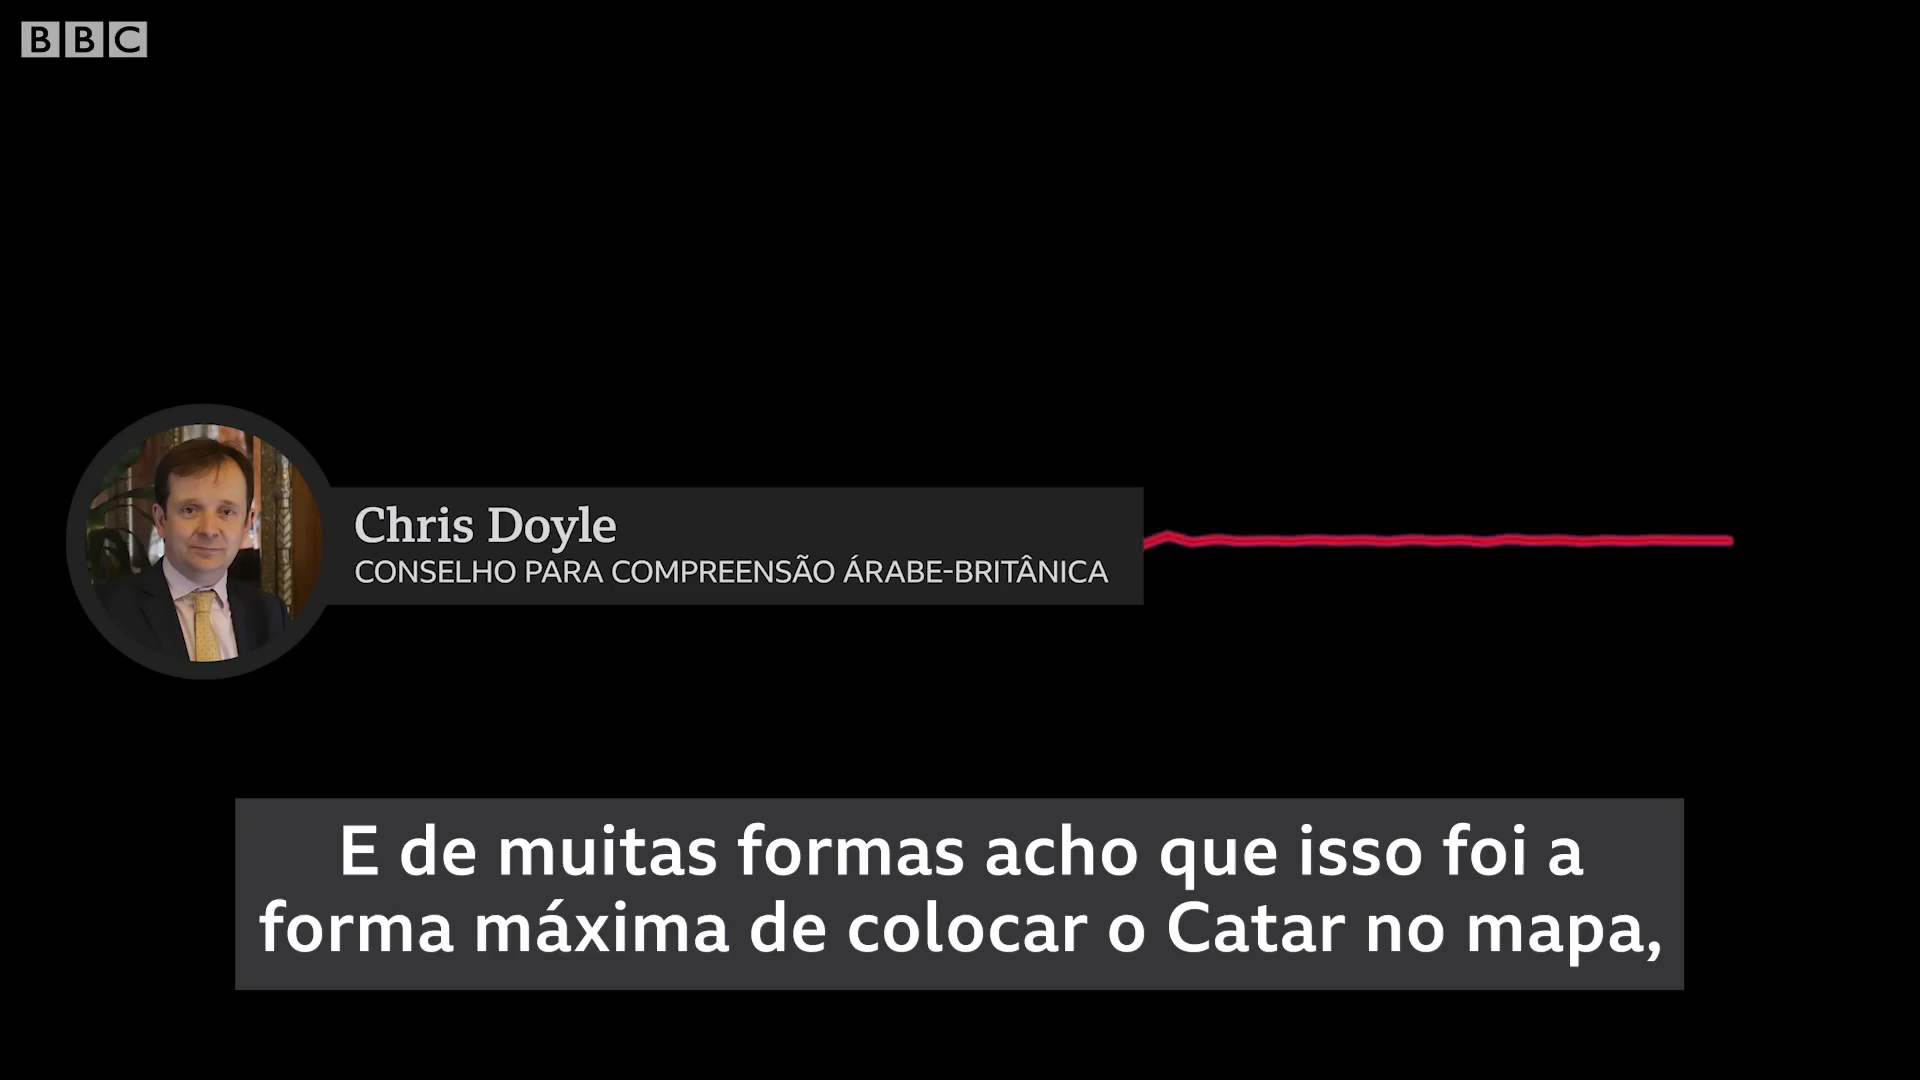 BBC
Chris Doyle
CONSELHO PARA COMPREENSÃO ÁRABE-BRITÂNICA
E de muitas formas acho que isso foi a
forma máxima de colocar o Catar no mapa,